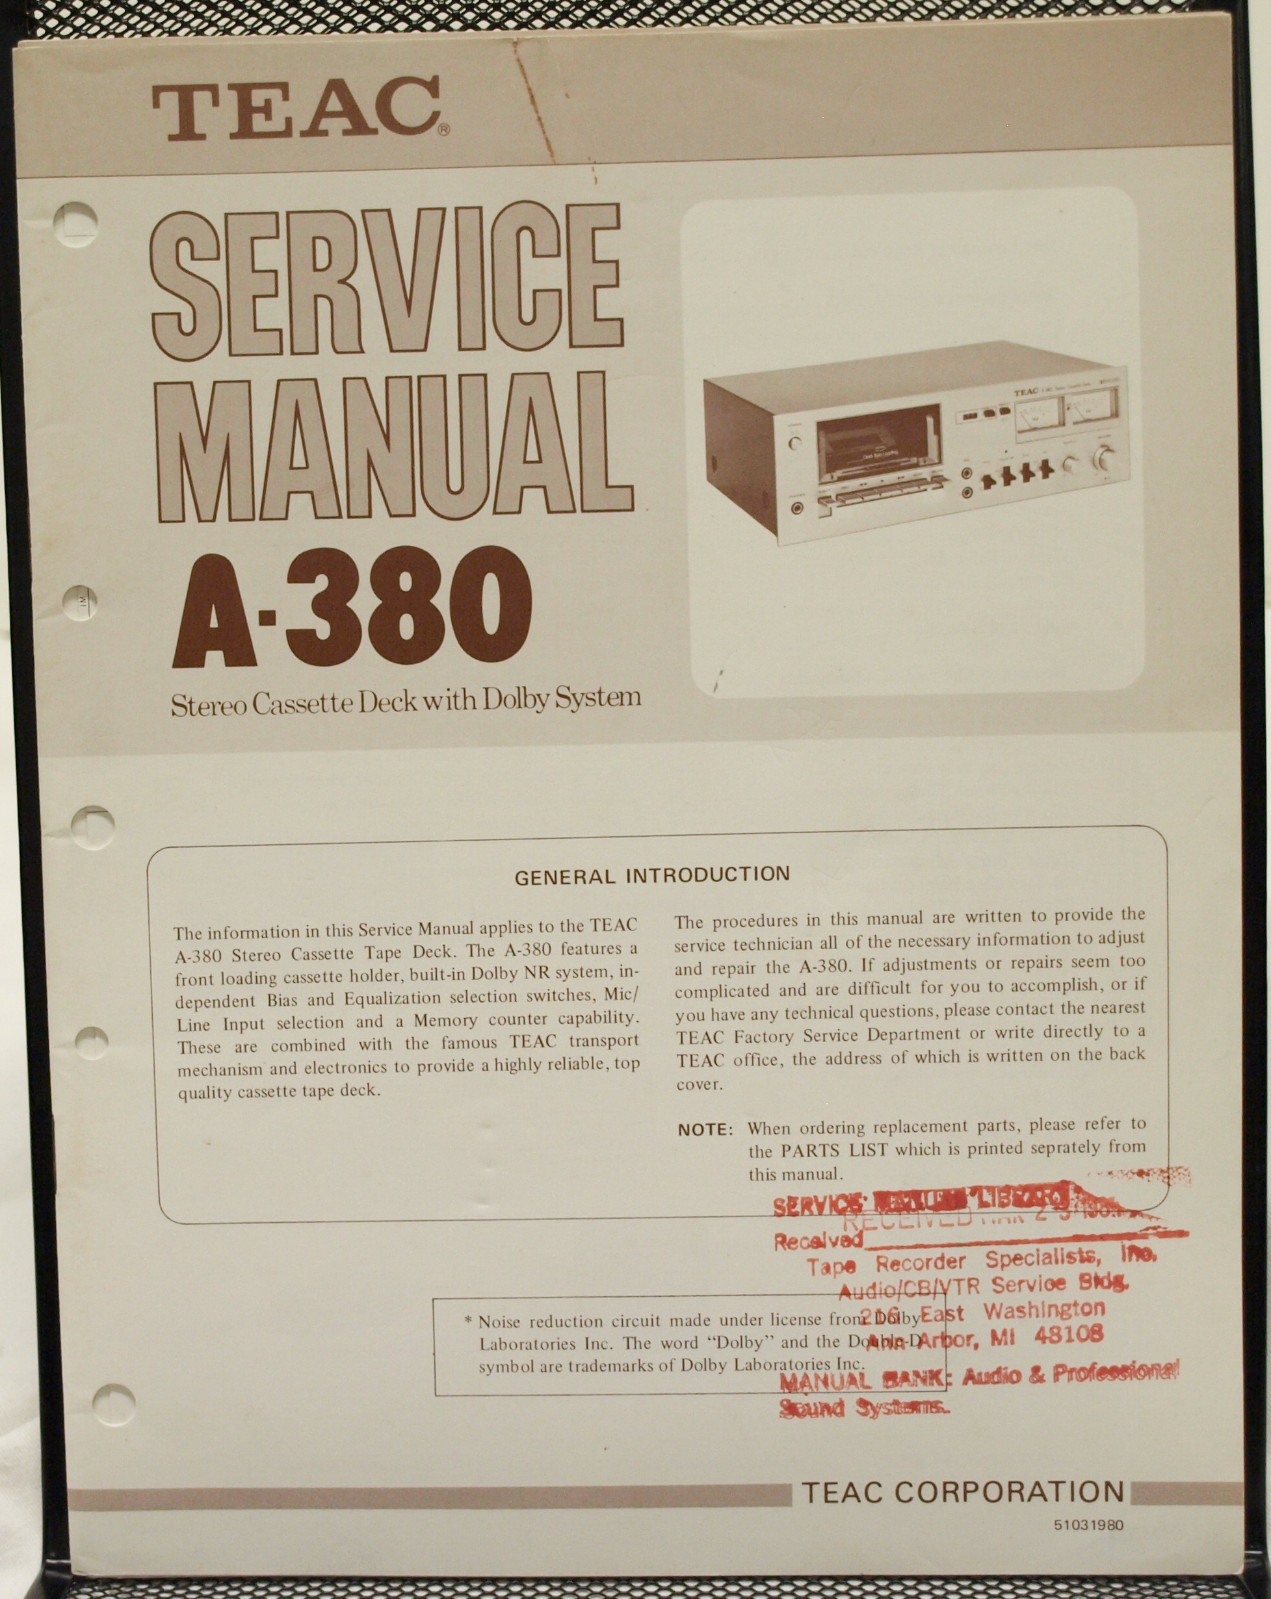 TEAC®
SERVICE
MANUAL
A-380
Stereo Cassette Deck with Dolby System
TEAC
GENERAL INTRODUCTION
The information in this Service Manual applies to the TEAC
A-380 Stereo Cassette Tape Deck. The A-380 features a
front loading cassette holder, built-in Dolby NR system, in-
dependent Bias and Equalization selection switches, Mic/
Line Input selection and a Memory counter capability.
These are combined with the famous TEAC transport
mechanism and electronics to provide a highly reliable, top
quality cassette tape deck.
The procedures in this manual are written to provide the
service technician all of the necessary information to adjust
and repair the A-380. If adjustments or repairs seem too
complicated and are difficult for you to accomplish, or if
you have any technical questions, please contact the nearest
TEAC Factory Service Department or write directly to a
TEAC office, the address of which is written on the back
cover.
NOTE: When ordering replacement parts, please refer to
the PARTS LIST which is printed seprately from
this manual.
SERVICE LIBRARY
RECEIVED MAR 2
Received
Tape Recorder Specialists, Inc.
Audio/CB/VTR Service Bldg.
216 East Washington
Ann Arbor, MI 48108
MANUAL BANK: Audio & Professional
Sound Systems.
* Noise reduction circuit made under license from Dolby
Laboratories Inc. The word “Dolby” and the Double-D
symbol are trademarks of Dolby Laboratories Inc.
TEAC CORPORATION
51031980